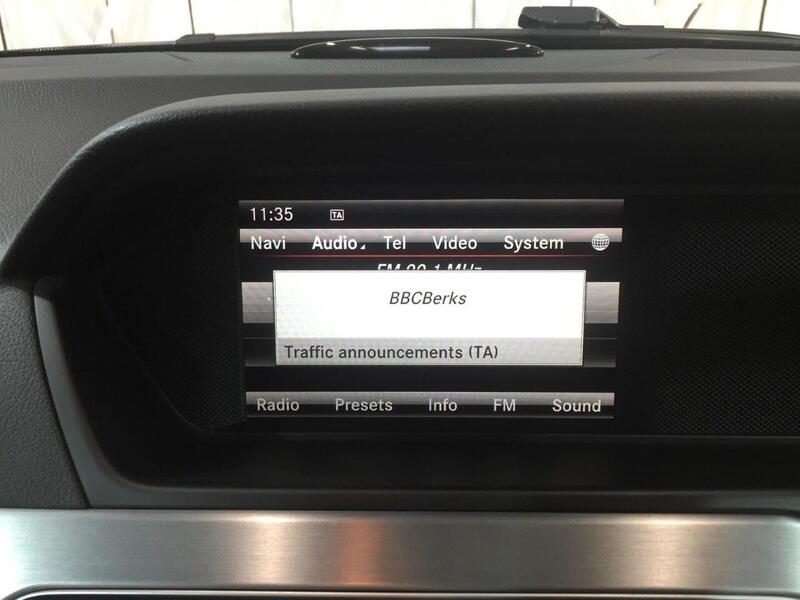 11:35 TA
Navi Audio Tel Video System
BBCBerks
Traffic announcements (TA)
Radio Presets Info FM Sound